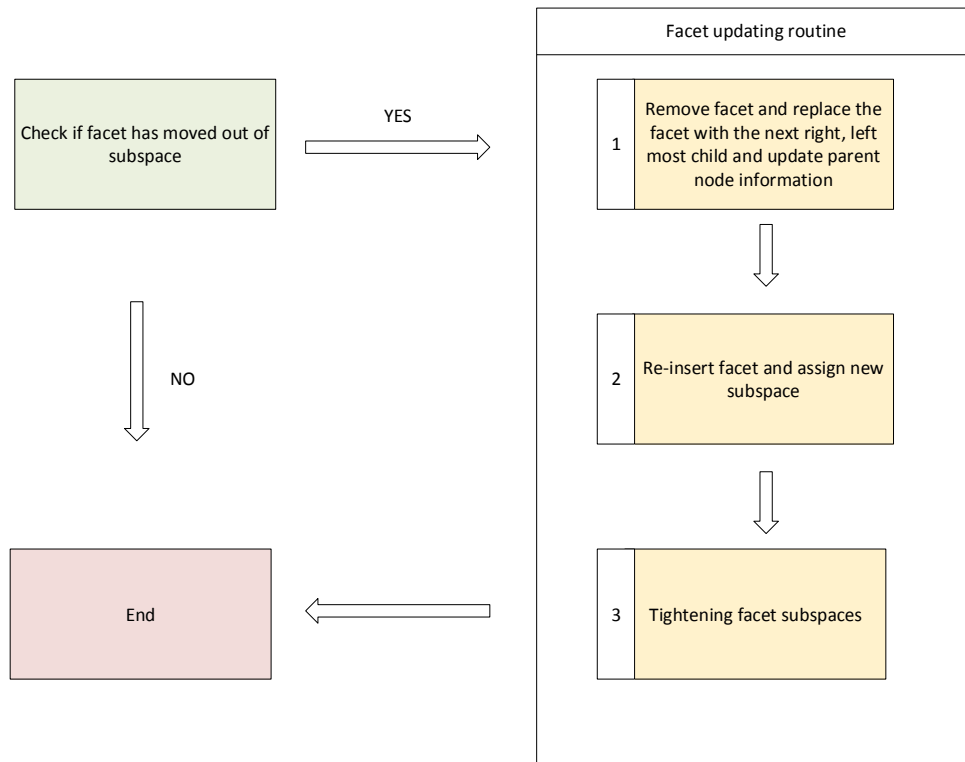 Facet updating routine
Check if facet has moved out of
subspace
YES
1
Remove facet and replace the
facet with the next right, left
most child and update parent
node information
NO
2
Re-insert facet and assign new
subspace
End
3
Tightening facet subspaces